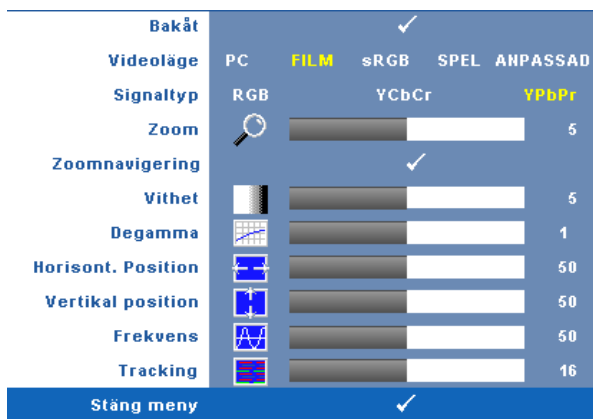 Bakåt
Videoläge PC FILM sRGB SPEL ANPASSAD
Signaltyp RGB YCbCr YPbPr
Zoom 5
Zoomnavigering
Vithet 5
Degamma 1
Horisont. Position 50
Vertikal position 50
Frekvens 50
Tracking 16
Stäng meny